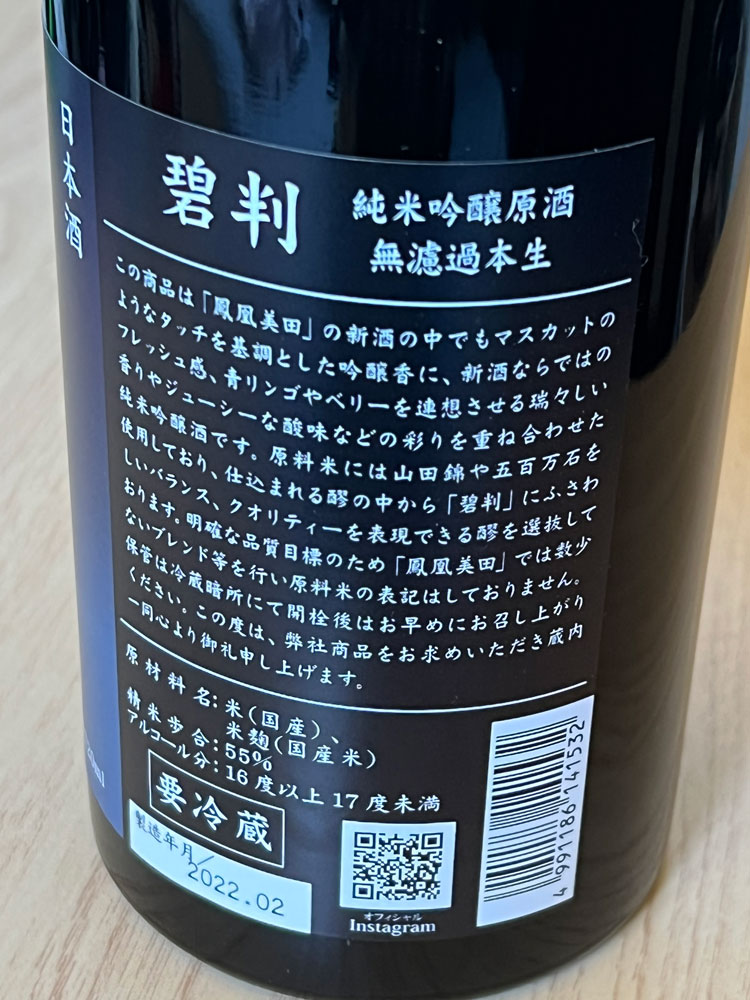 日本酒
碧判
純米吟醸原酒
無濾過本生
この商品は「鳳凰美田」の新酒の中でもマスカットの
ようなタッチを基調とした吟醸香に、新酒ならではの
フレッシュ感、青リンゴやベリーを連想させる瑞々しい
香りやジューシーな酸味などの彩りを重ね合わせた
純米吟醸酒です。原料米には山田錦や五百万石を
使用しており、仕込まれる醪の中から「碧判」にふさわ
しいバランス、クオリティーを表現できる醪を選抜して
おります。明確な品質目標のため「鳳凰美田」では数少
ないブレンド等を行い原料米の表記はしておりません。
保管は冷蔵暗所にて開栓後はお早めにお召し上がり
ください。この度は、弊社商品をお求めいただき蔵内
一同心より御礼申し上げます。
原材料名：米（国産）、
米麹（国産米）
精米歩合：55%
アルコール分：16度以上17度未満
要冷蔵
製造年月/
2022.02
オフィシャル
Instagram
4 991186 141532